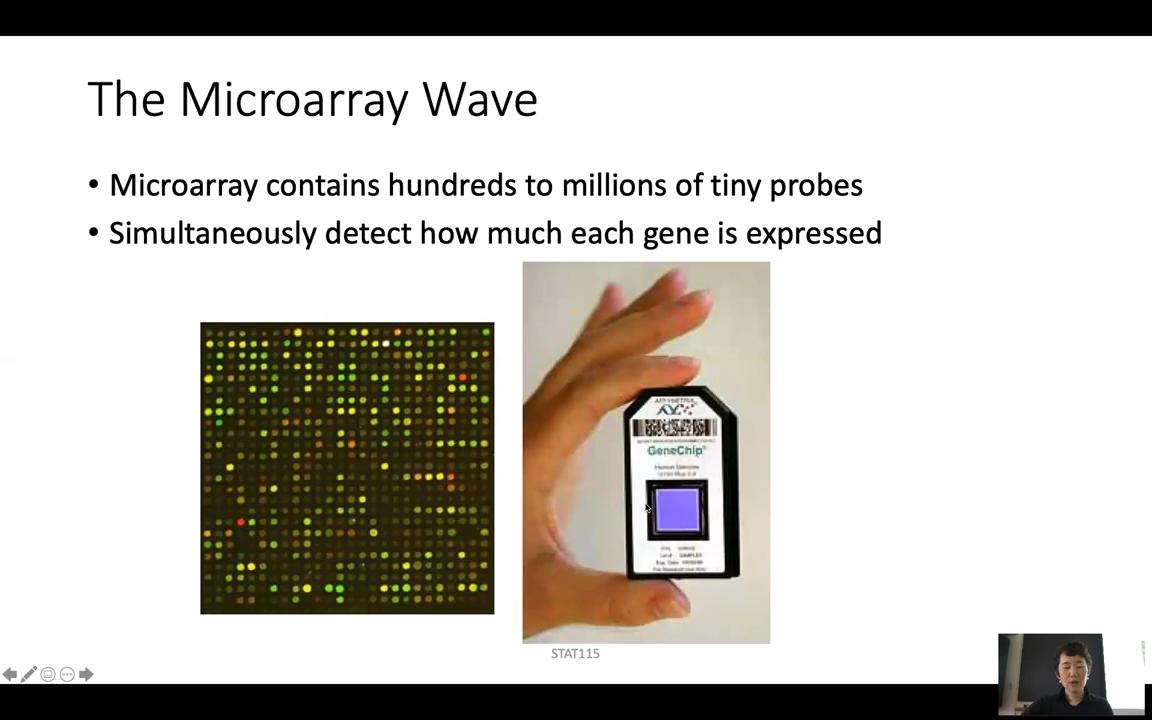 The Microarray Wave
• Microarray contains hundreds to millions of tiny probes
• Simultaneously detect how much each gene is expressed
AFFYMETRIX
GeneChip®
STAT115